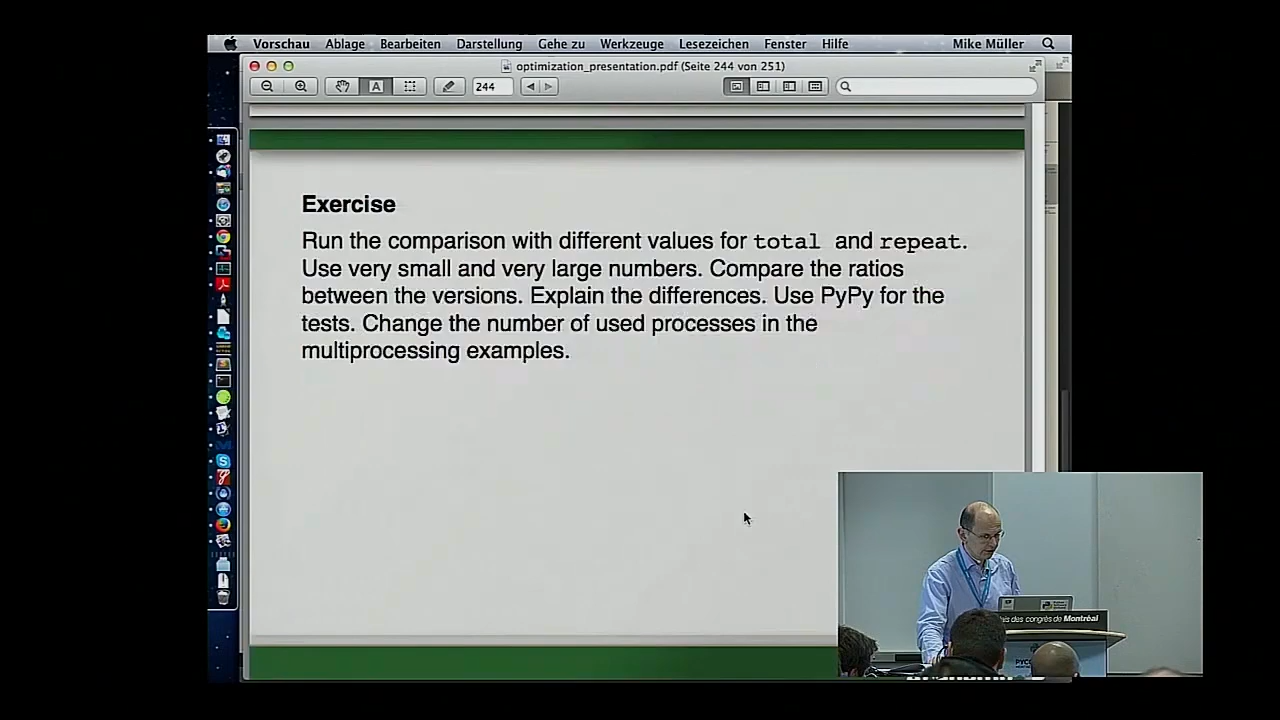 Vorschau Ablage Bearbeiten Darstellung Gehe zu Werkzeuge Lesezeichen Fenster Hilfe Mike Müller
optimization_presentation.pdf (Seite 244 von 251)
244
Exercise
Run the comparison with different values for total and repeat.
Use very small and very large numbers. Compare the ratios
between the versions. Explain the differences. Use PyPy for the
tests. Change the number of used processes in the
multiprocessing examples.
des congrès de Montréal